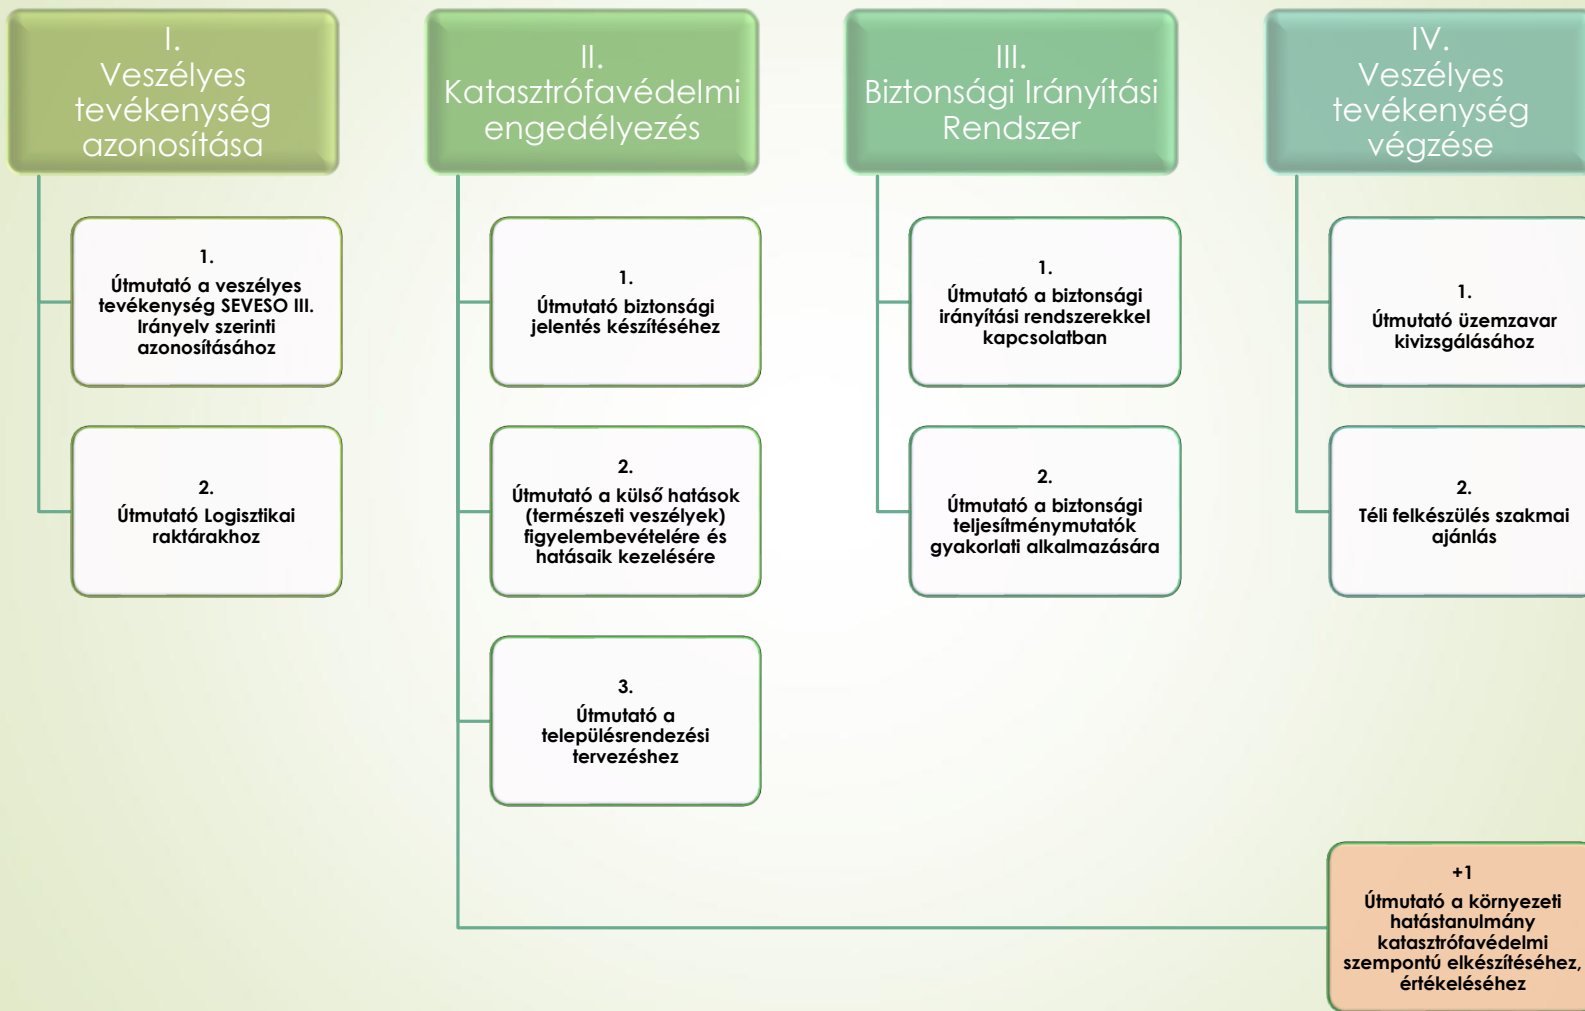 I.
Veszélyes
tevékenység
azonosítása
1.
Útmutató a veszélyes
tevékenység SEVESO III.
Irányelv szerinti
azonosításához
2.
Útmutató Logisztikai
raktárakhoz
II.
Katasztrófavédelmi
engedélyezés
1.
Útmutató biztonsági
jelentés készítéséhez
2.
Útmutató a külső hatások
(természeti veszélyek)
figyelembevételére és
hatásaik kezelésére
3.
Útmutató a
településrendezési
tervezéshez
III.
Biztonsági Irányítási
Rendszer
1.
Útmutató a biztonsági
irányítási rendszerekkel
kapcsolatban
2.
Útmutató a biztonsági
teljesítménymutatók
gyakorlati alkalmazására
IV.
Veszélyes
tevékenység
végzése
1.
Útmutató üzemzavar
kivizsgálásához
2.
Téli felkészülés szakmai
ajánlás
+1
Útmutató a környezeti
hatástanulmány
katasztrófavédelmi
szempontú elkészítéséhez,
értékeléséhez